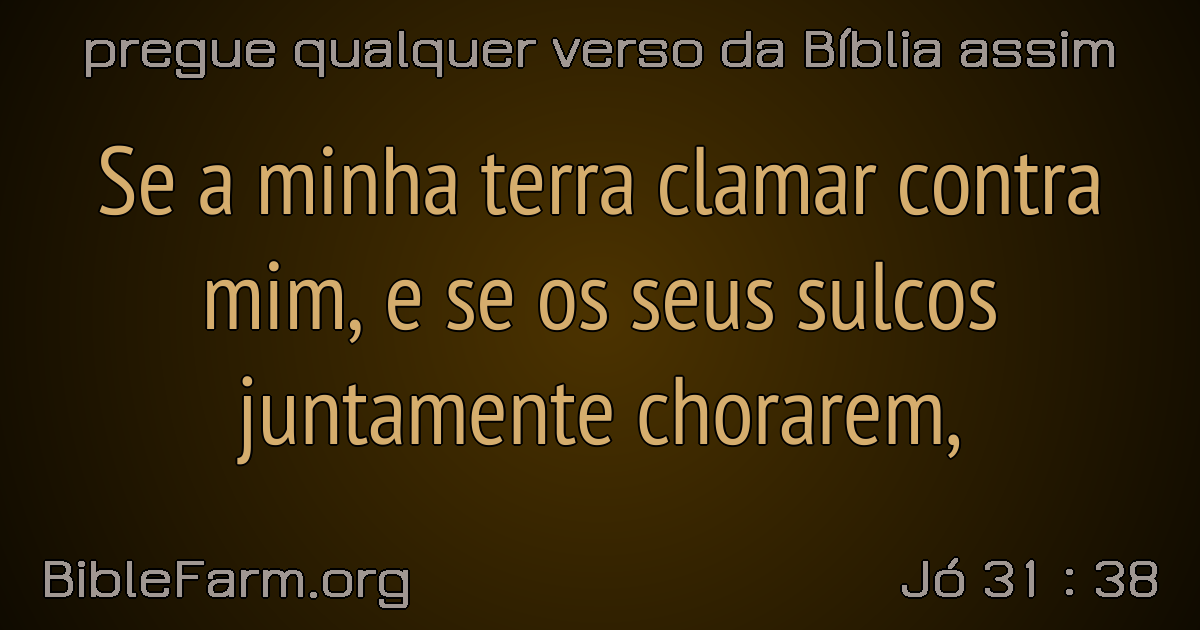 pregue qualquer verso da Bíblia assim
Se a minha terra clamar contra
mim, e se os seus sulcos
juntamente chorarem,
BibleFarm.org
Jó 31 : 38